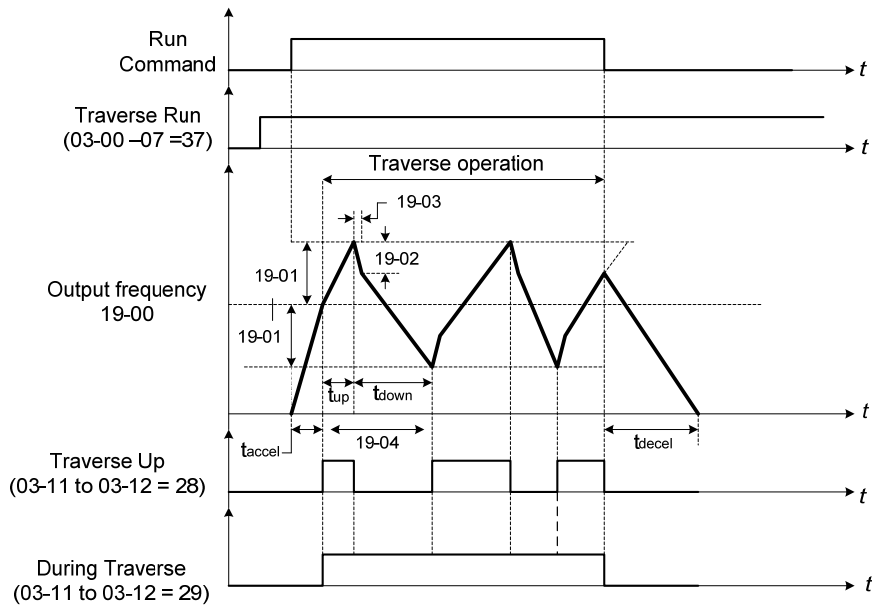 Run
Command
t
Traverse Run
(03-00 –07 =37)
t
Traverse operation
19-03
19-02
19-01
Output frequency
19-00
19-01
tup
tdown
t
taccel
19-04
tdecel
Traverse Up
(03-11 to 03-12 = 28)
t
During Traverse
(03-11 to 03-12 = 29)
t